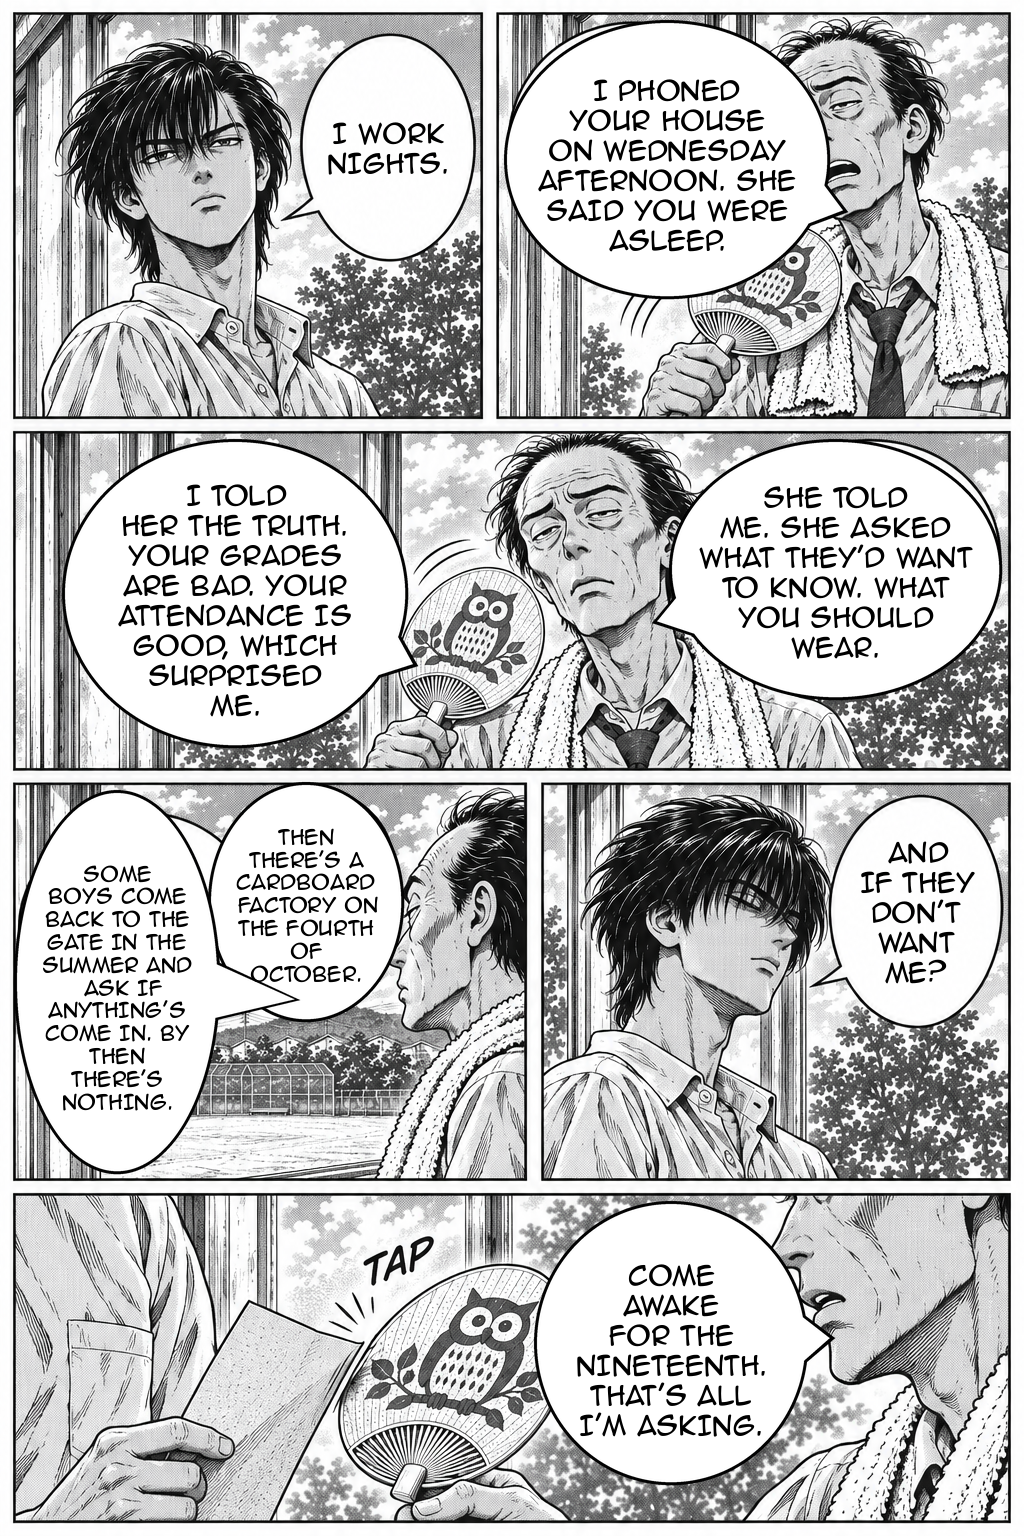 I WORK
NIGHTS.
I PHONED
YOUR HOUSE
ON WEDNESDAY
AFTERNOON. SHE
SAID YOU WERE
ASLEEP.
I TOLD
HER THE TRUTH.
YOUR GRADES
ARE BAD. YOUR
ATTENDANCE IS
GOOD, WHICH
SURPRISED
ME.
SHE TOLD
ME. SHE ASKED
WHAT THEY'D WANT
TO KNOW. WHAT
YOU SHOULD
WEAR.
SOME
BOYS COME
BACK TO THE
GATE IN THE
SUMMER AND
ASK IF
ANYTHING'S
COME IN. BY
THEN
THERE'S
NOTHING.
THEN
THERE'S A
CARDBOARD
FACTORY ON
THE FOURTH
OF
OCTOBER.
AND
IF THEY
DON'T
WANT
ME?
TAP
COME
AWAKE
FOR THE
NINETEENTH.
THAT'S ALL
I'M ASKING.